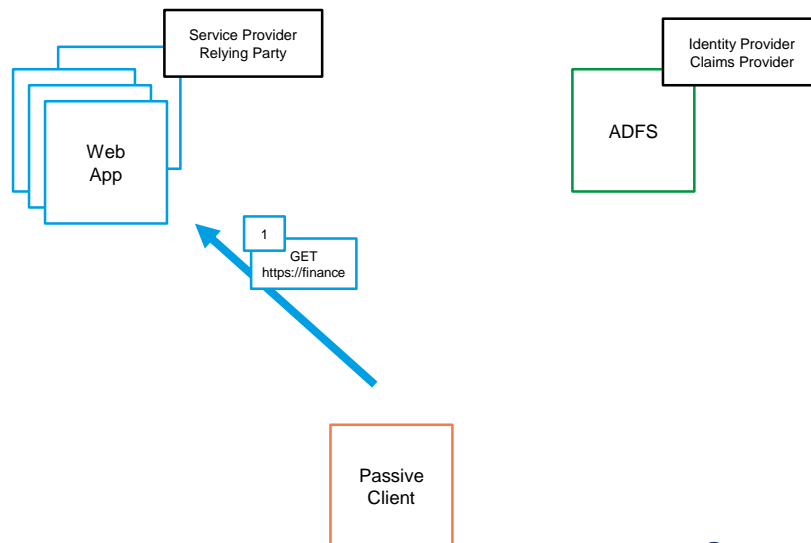 Service Provider
Relying Party
Identity Provider
Claims Provider
Web
App
ADFS
1
GET
https://finance
Passive
Client